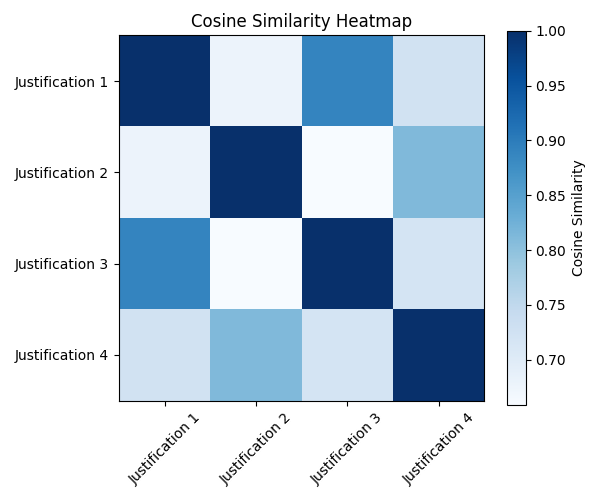 Cosine Similarity Heatmap
Justification 1
Justification 2
Justification 3
Justification 4
Justification 1
Justification 2
Justification 3
Justification 4
1.00
0.95
0.90
0.85
0.80
0.75
0.70
Cosine Similarity